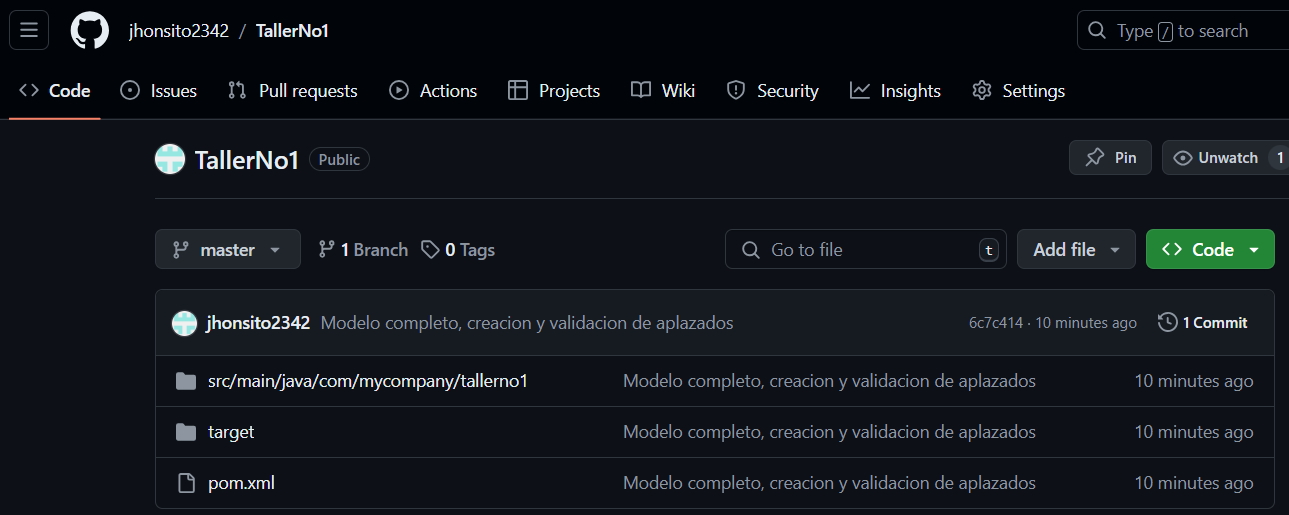 jhonsito2342 / TallerNo1 Type / to search
Code Issues Pull requests Actions Projects Wiki Security Insights Settings
TallerNo1 Public Pin Unwatch 1
master 1 Branch 0 Tags Go to file t Add file Code
jhonsito2342 Modelo completo, creacion y validacion de aplazados 6c7c414 · 10 minutes ago 1 Commit
src/main/java/com/mycompany/tallerno1 Modelo completo, creacion y validacion de aplazados 10 minutes ago
target Modelo completo, creacion y validacion de aplazados 10 minutes ago
pom.xml Modelo completo, creacion y validacion de aplazados 10 minutes ago